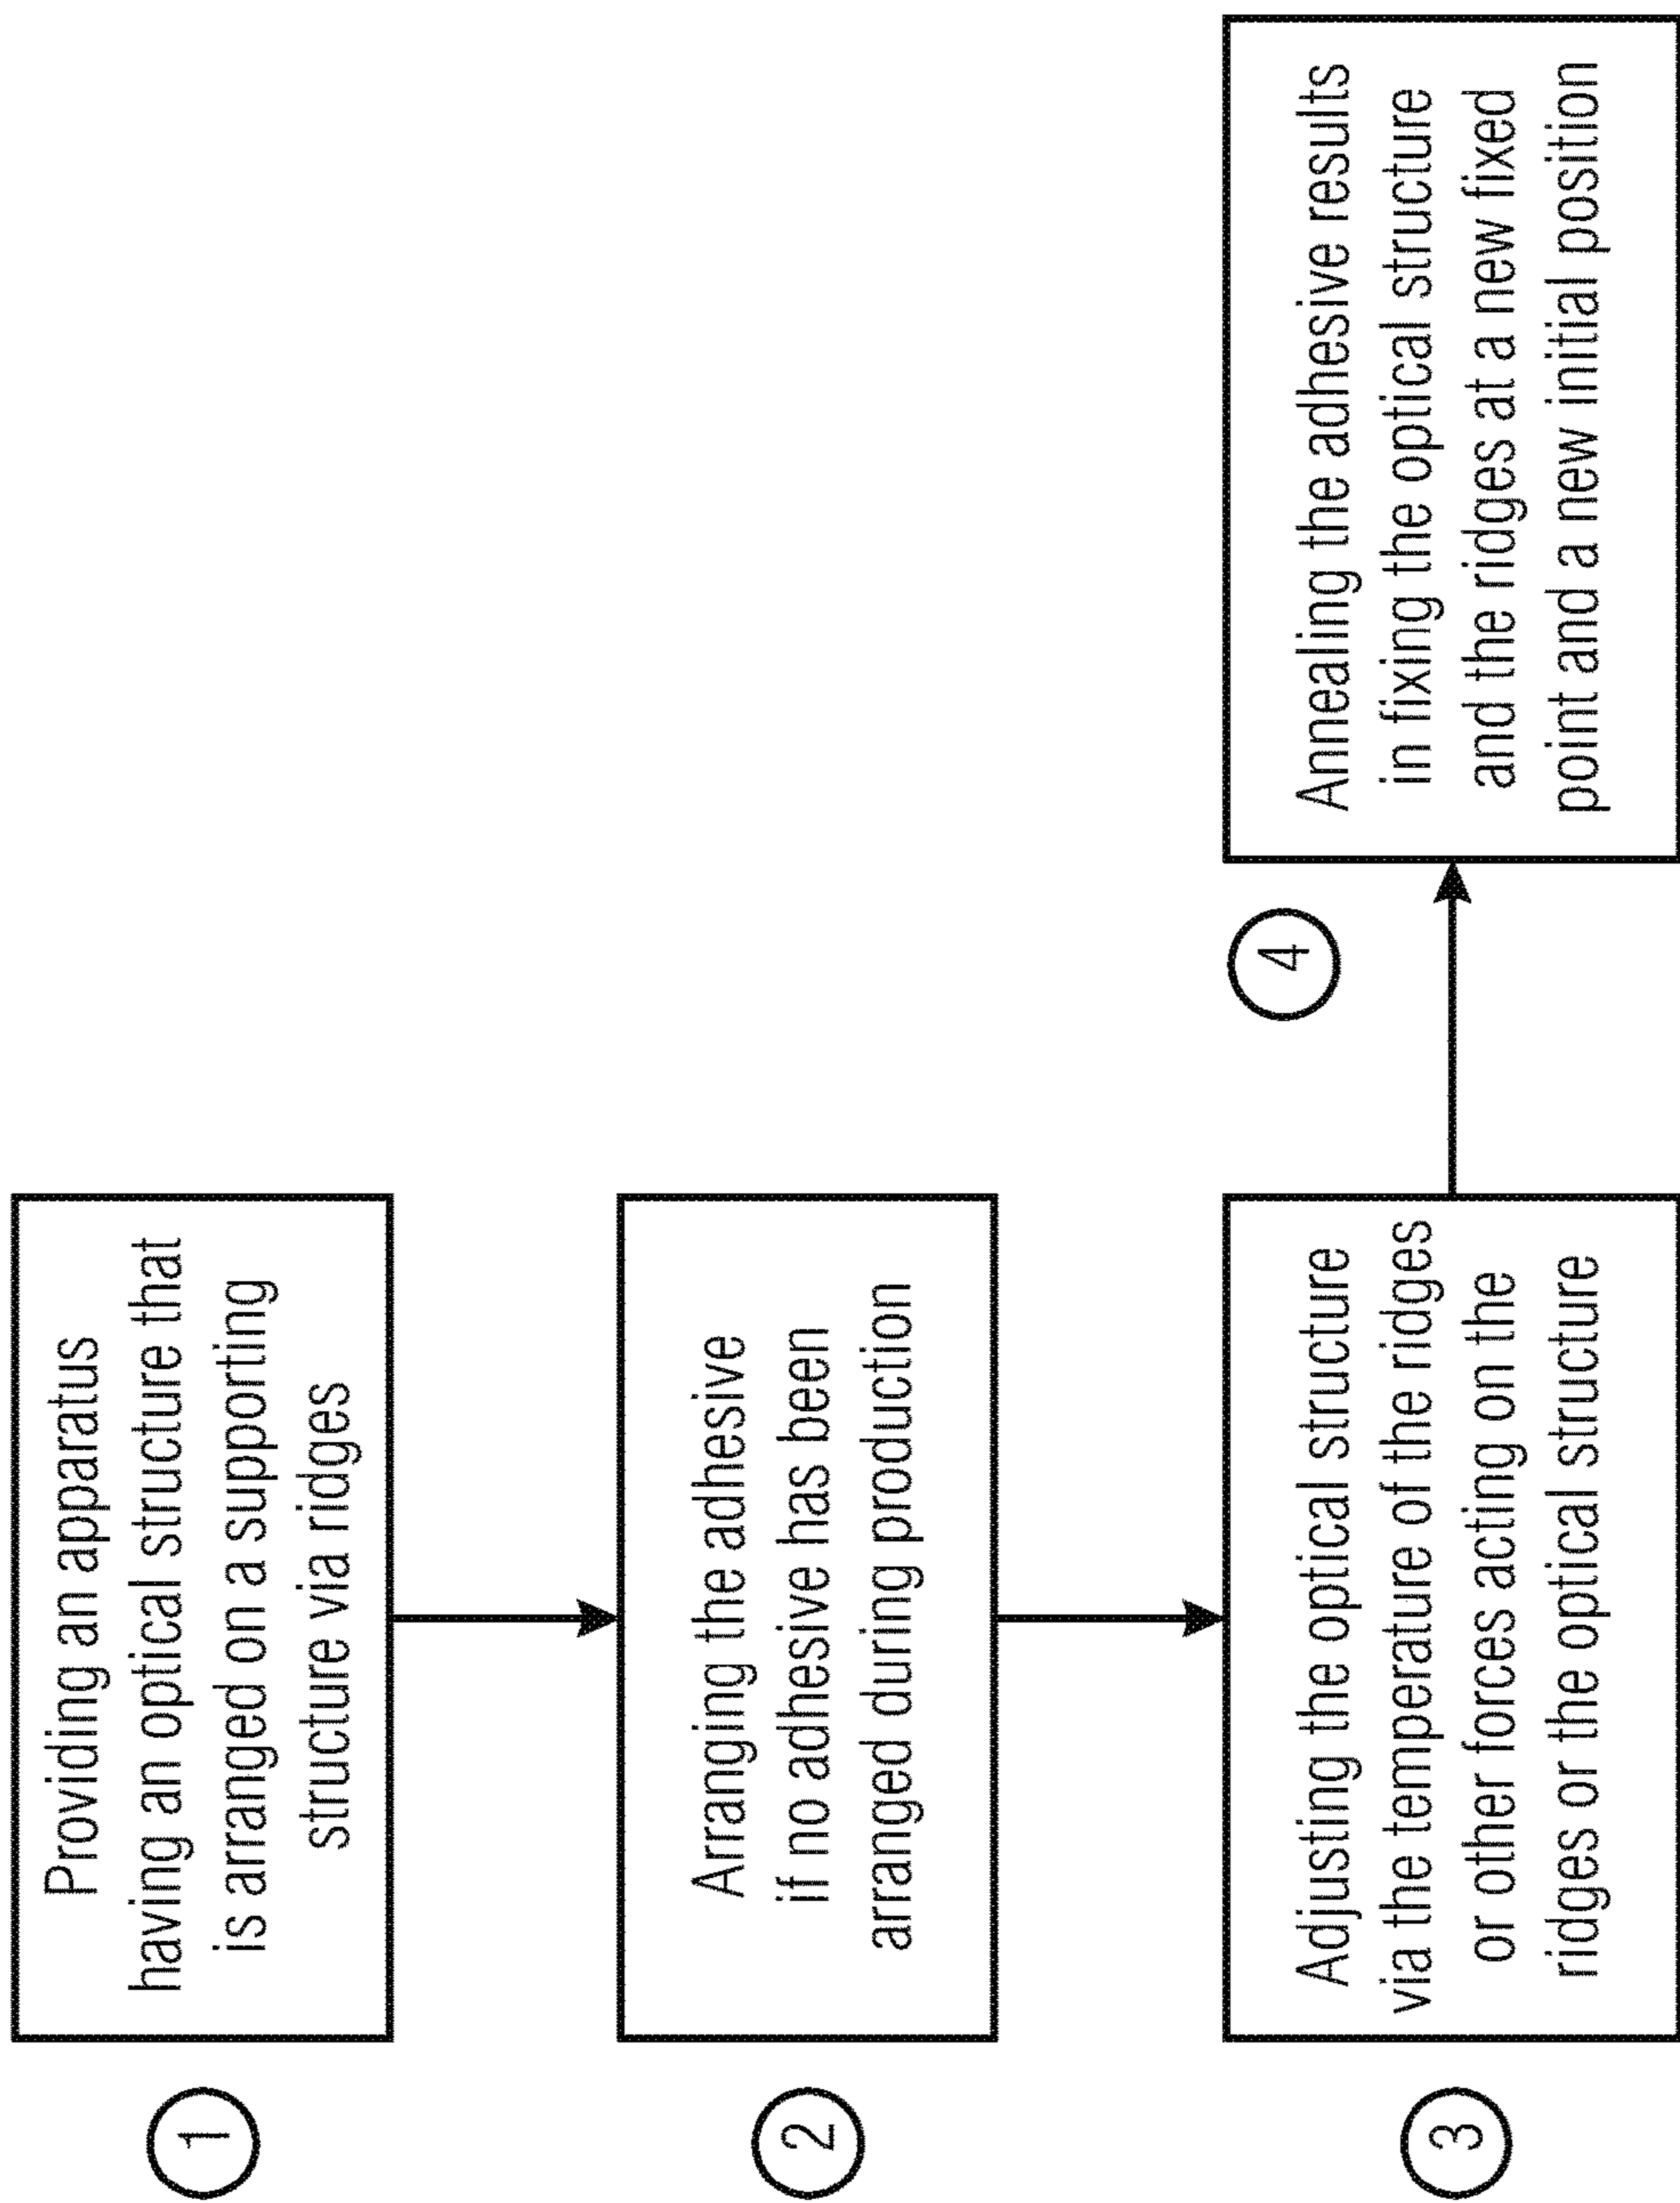 1
Providing an apparatus
having an optical structure that
is arranged on a supporting
structure via ridges
2
Arranging the adhesive
if no adhesive has been
arranged during production
3
Adjusting the optical structure
via the temperature of the ridges
or other forces acting on the
ridges or the optical structure
4
Annealing the adhesive results
in fixing the optical structure
and the ridges at a new fixed
point and a new initial position